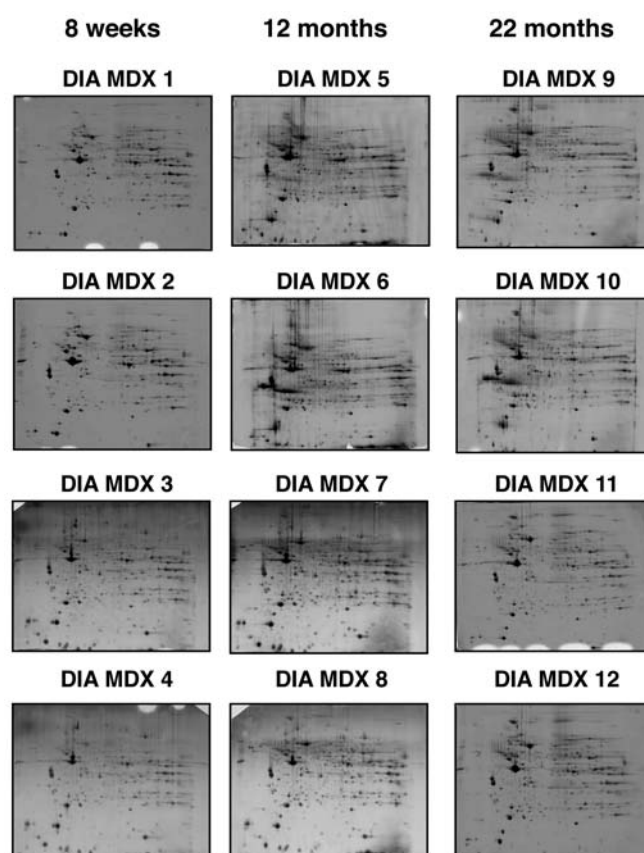 8 weeks 12 months 22 months
DIA MDX 1 DIA MDX 5 DIA MDX 9
DIA MDX 2 DIA MDX 6 DIA MDX 10
DIA MDX 3 DIA MDX 7 DIA MDX 11
DIA MDX 4 DIA MDX 8 DIA MDX 12